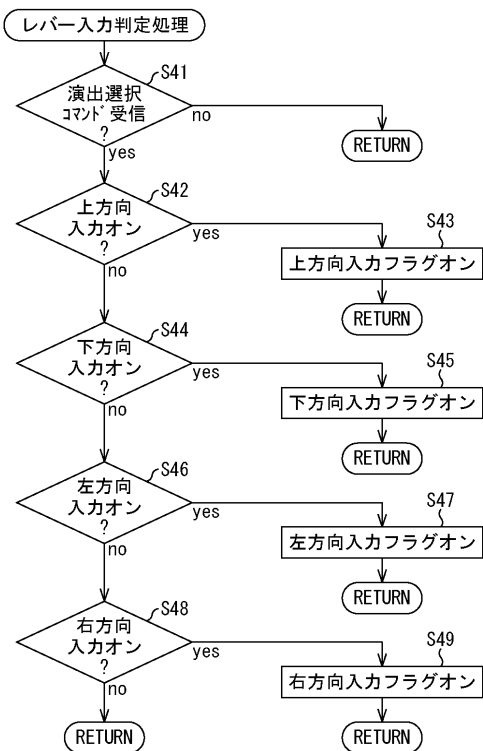 レバー入力判定処理
S41
演出選択
コマンド受信
?
no
RETURN
yes
S42
上方向
入力オン
?
yes
S43
上方向入力フラグオン
RETURN
no
S44
下方向
入力オン
?
yes
S45
下方向入力フラグオン
RETURN
no
S46
左方向
入力オン
?
yes
S47
左方向入力フラグオン
RETURN
no
S48
右方向
入力オン
?
yes
S49
右方向入力フラグオン
RETURN
no
RETURN